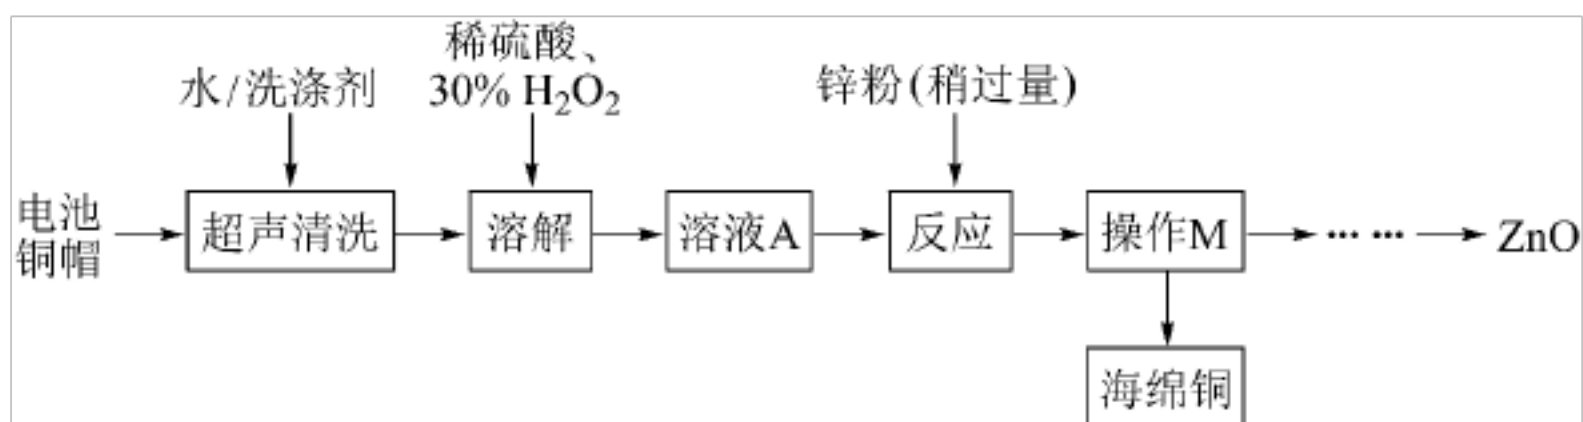 稀硫酸、
水/洗涤剂
30% H₂O₂
锌粉(稍过量)
电池
铜帽
超声清洗
溶解
溶液A
反应
操作M
… …
ZnO
海绵铜